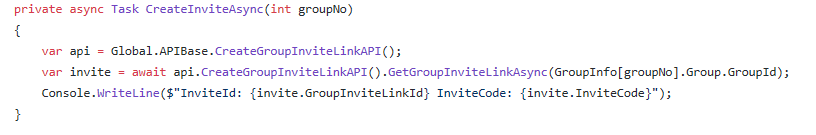 private async Task CreateInviteAsync(int groupNo)
{
    var api = Global.APIBase.CreateGroupInviteLinkAPI();
    var invite = await api.CreateGroupInviteLinkAPI().GetGroupInviteLinkAsync(GroupInfo[groupNo].Group.GroupId);
    Console.WriteLine($"InviteId: {invite.GroupInviteLinkId} InviteCode: {invite.InviteCode}");
}